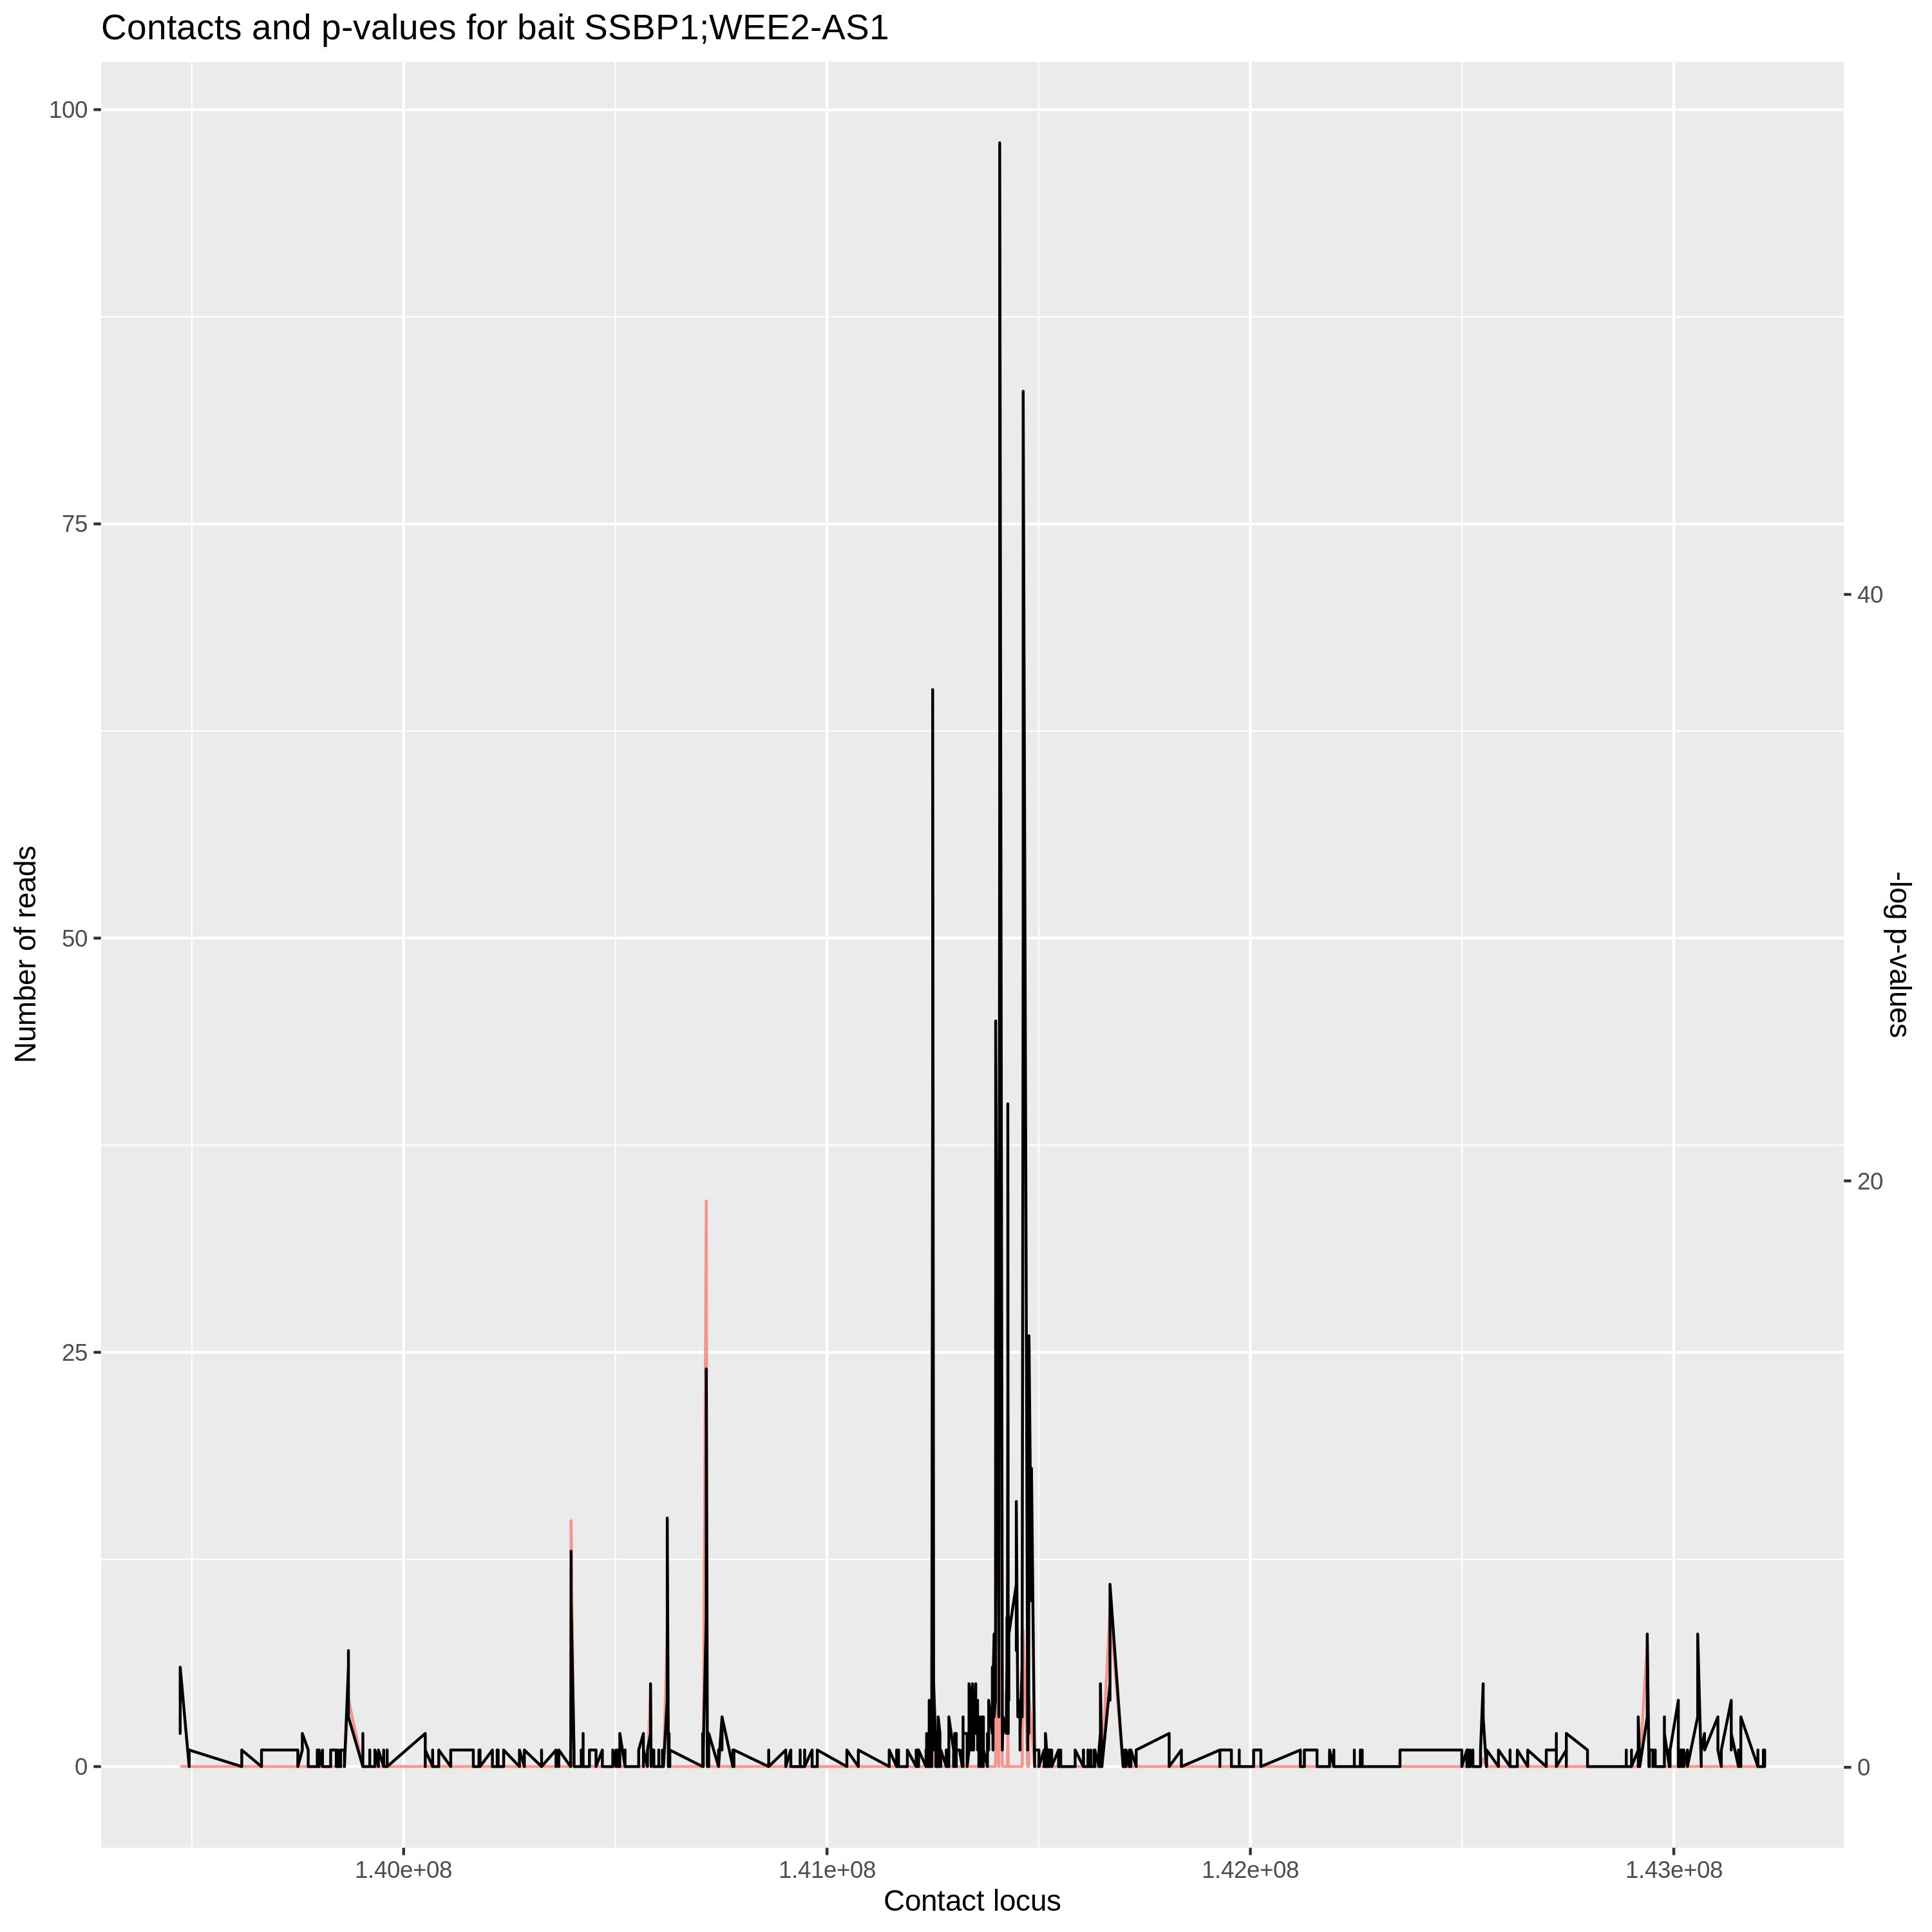 Contacts and p-values for bait SSBP1;WEE2-AS1
100
75
50
25
0
Number of reads
40
20
0
-log p-values
1.40e+08
1.41e+08
1.42e+08
1.43e+08
Contact locus